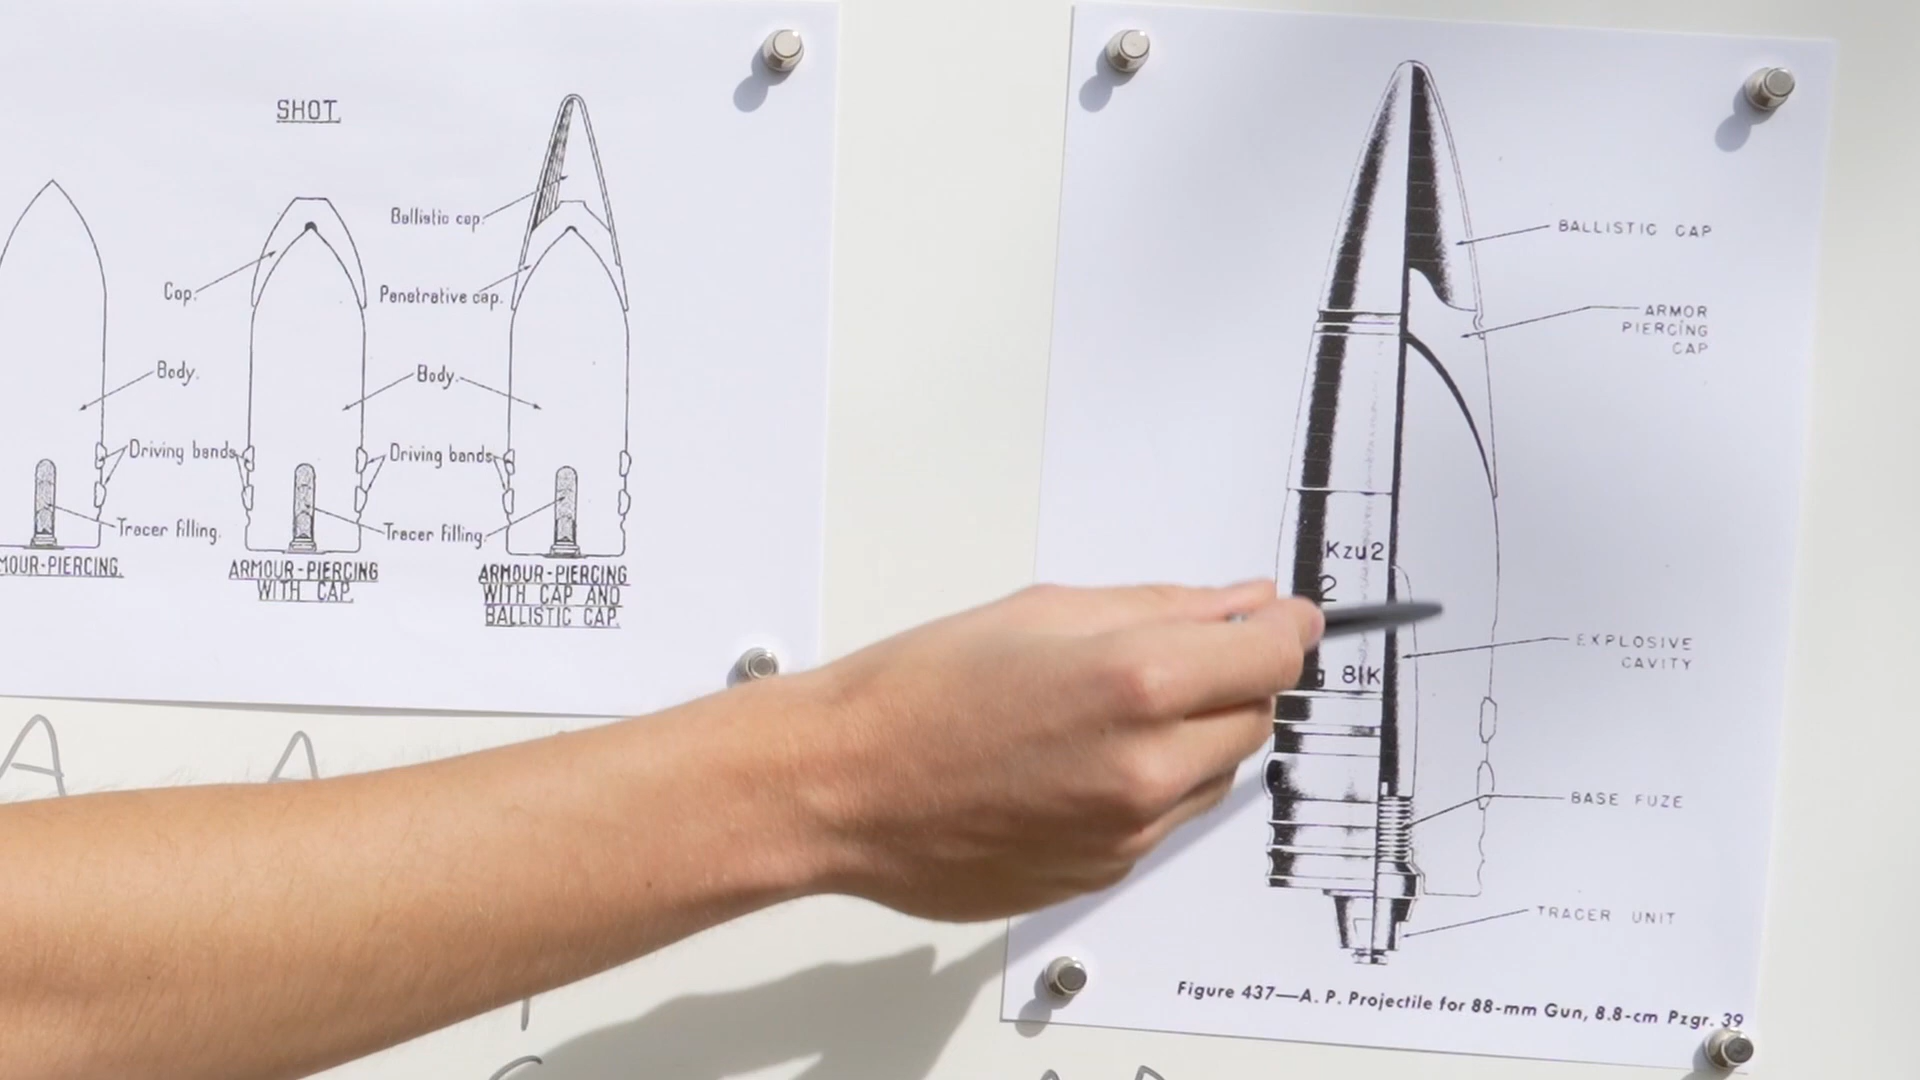 SHOT.
Ballistic cap.
Cap.
Penetrative cap.
Body.
Body.
Driving bands
Driving bands
Tracer filling.
Tracer filling.
MOUR-PIERCING.
ARMOUR-PIERCING
WITH CAP.
ARMOUR-PIERCING
WITH CAP AND
BALLISTIC CAP.
A A
BALLISTIC CAP
ARMOR
PIERCING
CAP
Kzu2
2
81K
EXPLOSIVE
CAVITY
BASE FUZE
TRACER UNIT
Figure 437—A. P. Projectile for 88-mm Gun, 8.8-cm Pzgr. 39